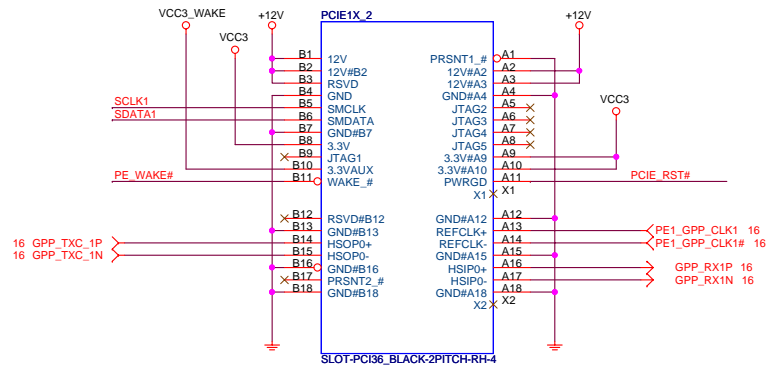 VCC3_WAKE +12V PCIE1X_2 +12V
VCC3
B1 12V PRSNT1_# A1
B2 12V#B2 12V#A2 A2
B3 RSVD 12V#A3 A3
B4 GND GND#A4 A4
SCLK1 B5 SMCLK JTAG2 A5
SDATA1 B6 SMDATA JTAG3 A6
B7 GND#B7 JTAG4 A7
B8 3.3V JTAG5 A8
VCC3
B9 JTAG1 3.3V#A9 A9
B10 3.3VAUX 3.3V#A10 A10
PE_WAKE# B11 WAKE_# PWRGD A11 PCIE_RST#
X1 X1
B12 RSVD#B12 GND#A12 A12
B13 GND#B13 REFCLK+ A13 PE1_GPP_CLK1 16
16 GPP_TXC_1P B14 HSOP0+ REFCLK- A14 PE1_GPP_CLK1# 16
16 GPP_TXC_1N B15 HSOP0- GND#A15 A15
B16 GND#B16 HSIP0+ A16 GPP_RX1P 16
B17 PRSNT2_# HSIP0- A17 GPP_RX1N 16
B18 GND#B18 GND#A18 A18
X2 X2
SLOT-PCI36_BLACK-2PITCH-RH-4